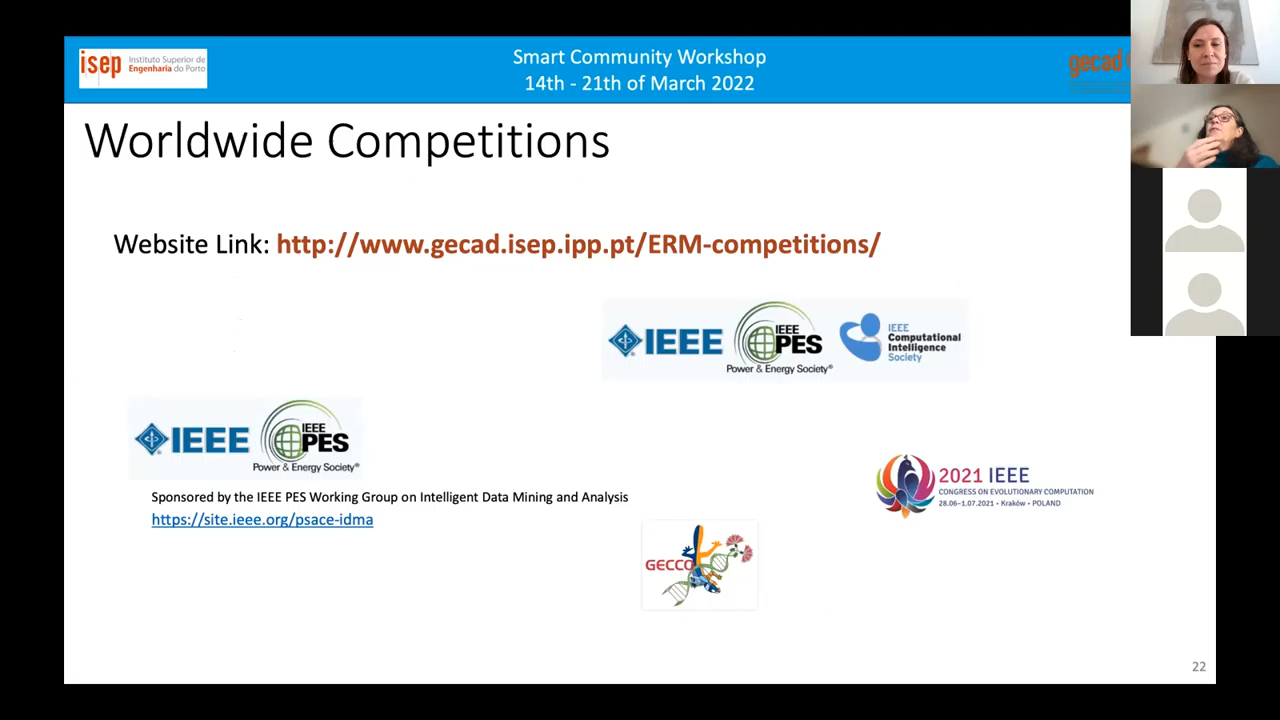 isep Instituto Superior de
Engenharia do Porto
Smart Community Workshop
14th - 21th of March 2022
gecad
Worldwide Competitions
Website Link: http://www.gecad.isep.ipp.pt/ERM-competitions/
IEEE
IEEE
PES
Power & Energy Society®
IEEE
Computational
Intelligence
Society
IEEE
IEEE
PES
Power & Energy Society®
Sponsored by the IEEE PES Working Group on Intelligent Data Mining and Analysis
https://site.ieee.org/psace-idma
2021 IEEE
CONGRESS ON EVOLUTIONARY COMPUTATION
28.06-1.07.2021 • Kraków • POLAND
GECCO
22